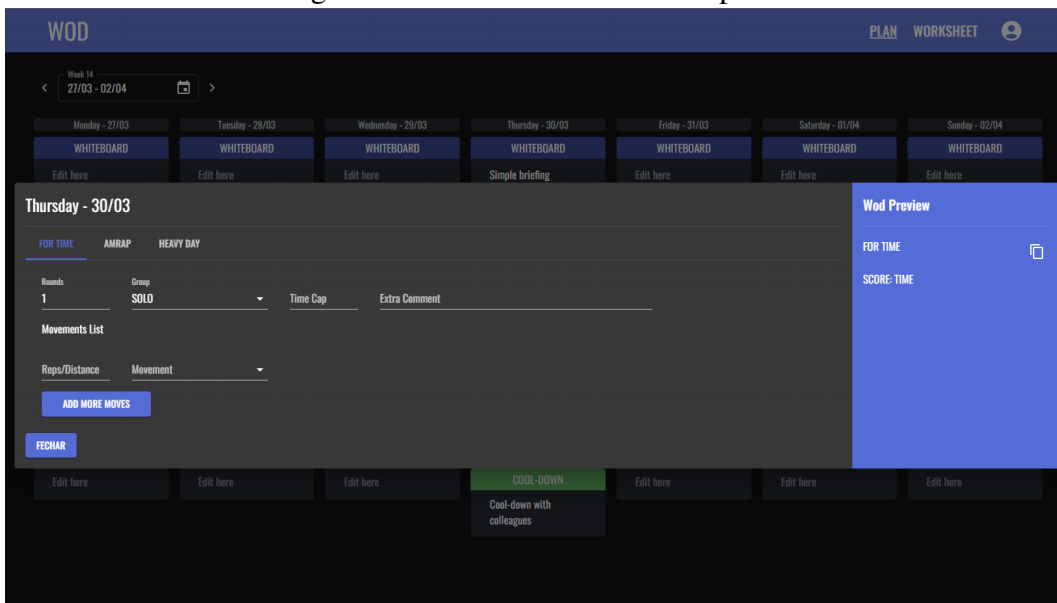 WOD
PLAN WORKSHEET
Week 14
27/03 - 02/04
Monday - 27/03 Tuesday - 28/03 Wednesday - 29/03 Thursday - 30/03 Friday - 31/03 Saturday - 01/04 Sunday - 02/04
WHITEBOARD WHITEBOARD WHITEBOARD WHITEBOARD WHITEBOARD WHITEBOARD WHITEBOARD
Edit here Edit here Edit here Simple briefing Edit here Edit here Edit here
Thursday - 30/03
Wod Preview
FOR TIME AMRAP HEAVY DAY
FOR TIME
SCORE: TIME
Rounds Group
1 SOLO Time Cap Extra Comment
Movements List
Reps/Distance Movement
ADD MORE MOVES
FECHAR
Edit here Edit here Edit here COOL-DOWN Edit here Edit here Edit here
Cool-down with
colleagues